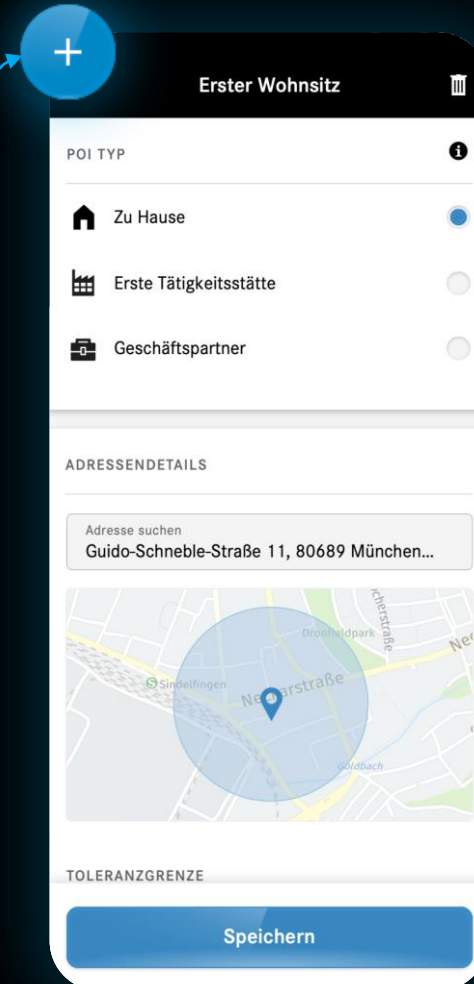 +
Erster Wohnsitz
POI TYP
Zu Hause
Erste Tätigkeitsstätte
Geschäftspartner
ADRESSENDETAILS
Adresse suchen
Guido-Schneble-Straße 11, 80689 München...
Dronfieldpark
Sindelfingen
Neckarstraße
Goldbach
TOLERANZGRENZE
Speichern